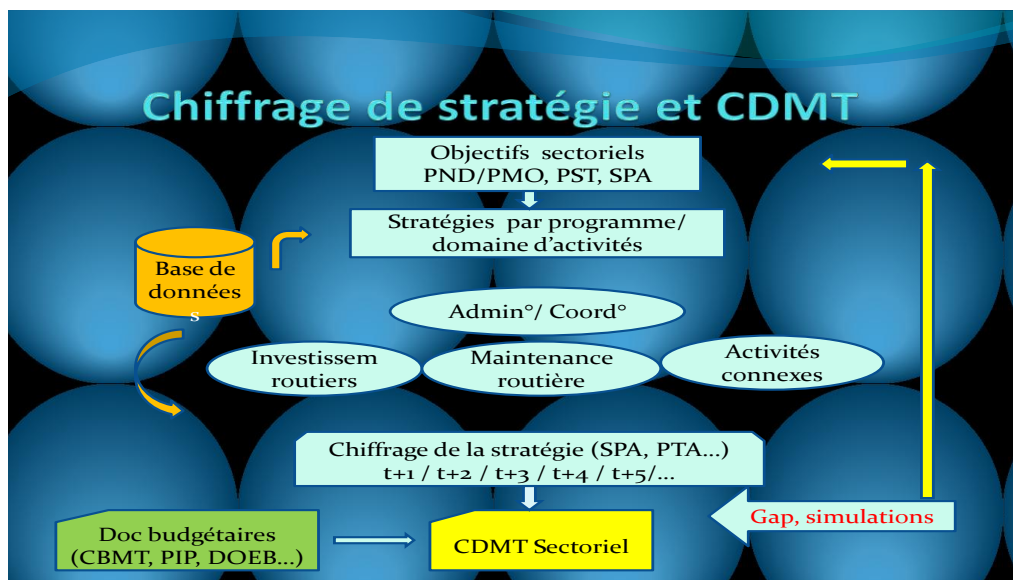 Chiffrage de stratégie et CDMT
Objectifs sectoriels
PND/PMO, PST, SPA
Stratégies par programme/
domaine d'activités
Base de
données
s
Admin°/ Coord°
Investissem
routiers
Maintenance
routière
Activités
connexes
Chiffrage de la stratégie (SPA, PTA...)
t+1 / t+2 / t+3 / t+4 / t+5/...
Gap, simulations
Doc budgétaires
(CBMT, PIP, DOEB...)
CDMT Sectoriel